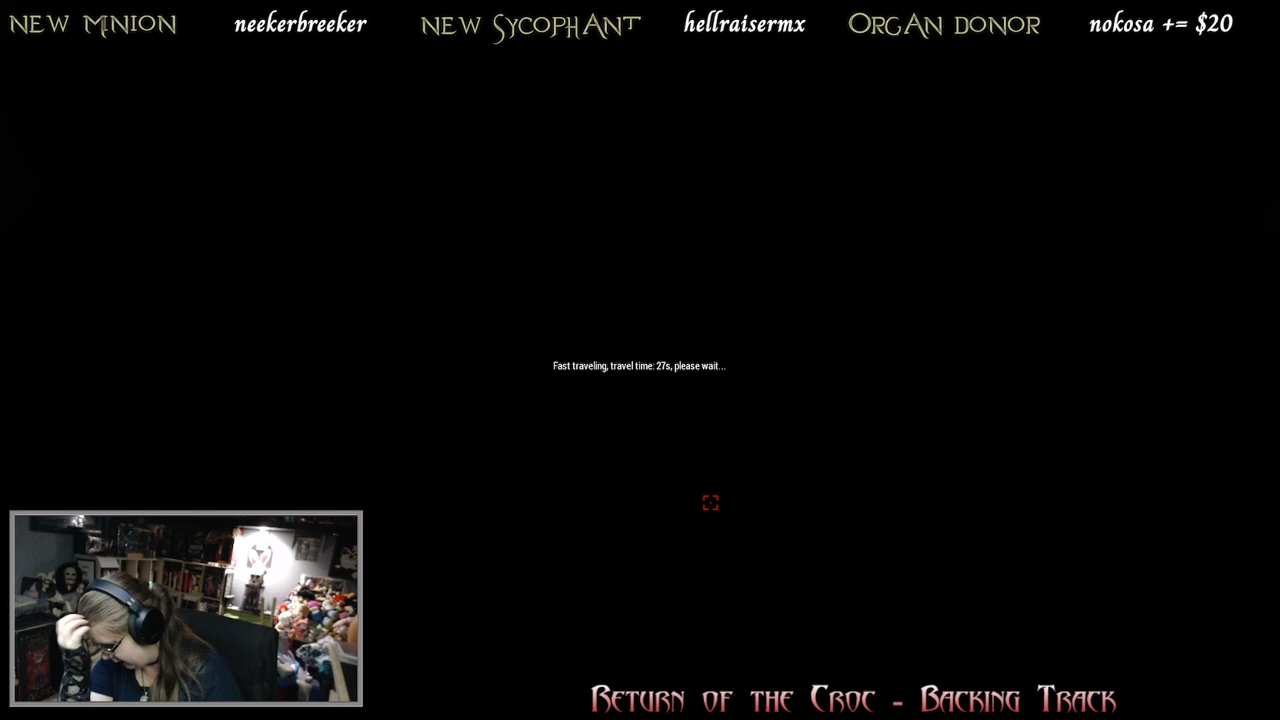 NEW MINION neekerbreeker NEW SYCOPHANT hellraisermx ORGAN DONOR nokosa += $20
Fast traveling, travel time: 27s, please wait...
RETURN OF THE CROC - BACKING TRACK